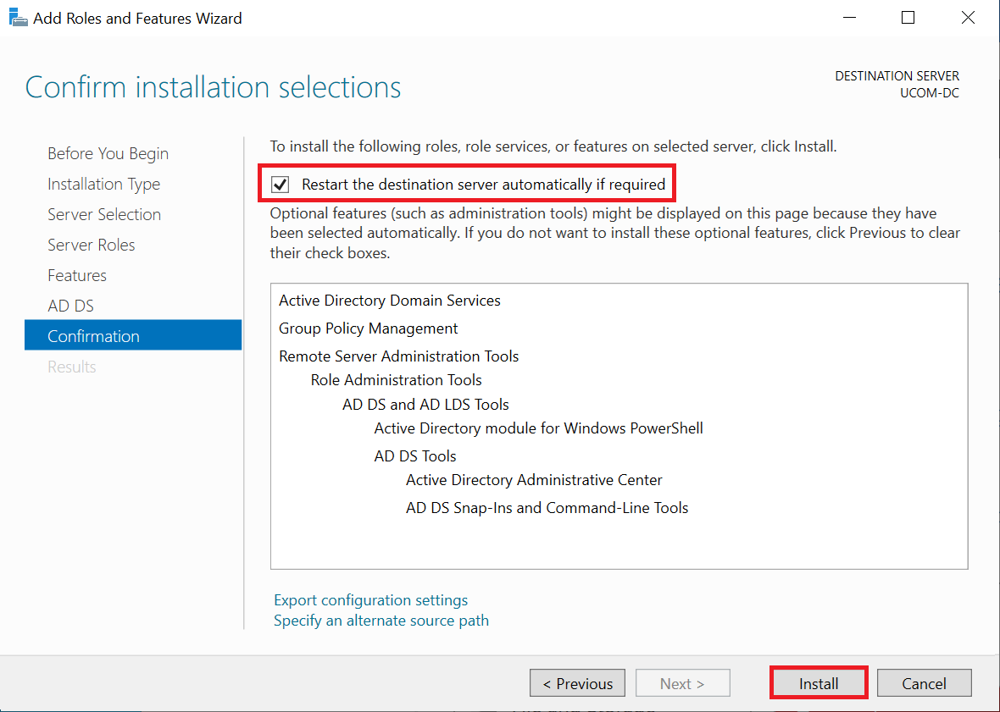 Add Roles and Features Wizard
Confirm installation selections
DESTINATION SERVER
UCOM-DC
Before You Begin
Installation Type
Server Selection
Server Roles
Features
AD DS
Confirmation
Results
To install the following roles, role services, or features on selected server, click Install.
Restart the destination server automatically if required
Optional features (such as administration tools) might be displayed on this page because they have
been selected automatically. If you do not want to install these optional features, click Previous to clear
their check boxes.
Active Directory Domain Services
Group Policy Management
Remote Server Administration Tools
Role Administration Tools
AD DS and AD LDS Tools
Active Directory module for Windows PowerShell
AD DS Tools
Active Directory Administrative Center
AD DS Snap-Ins and Command-Line Tools
Export configuration settings
Specify an alternate source path
< Previous
Next >
Install
Cancel